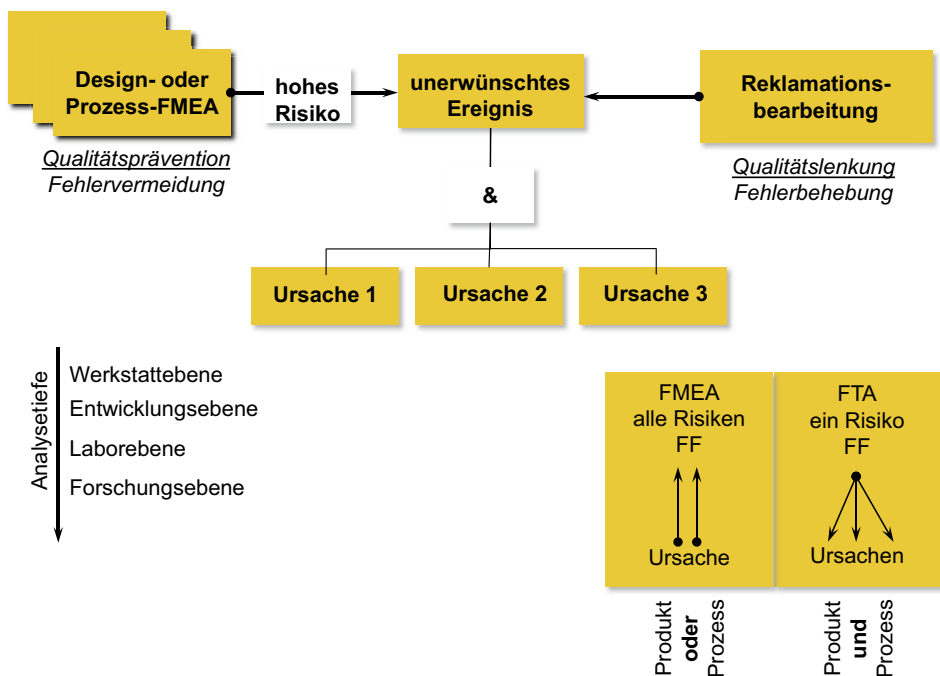 Design- oder
Prozess-FMEA
hohes
Risiko
unerwünschtes
Ereignis
Reklamations-
bearbeitung
Qualitätsprävention
Fehlervermeidung
Qualitätslenkung
Fehlerbehebung
&
Ursache 1
Ursache 2
Ursache 3
Analysetiefe
Werkstattebene
Entwicklungsebene
Laborebene
Forschungsebene
FMEA
alle Risiken
FF
Ursache
FTA
ein Risiko
FF
Ursachen
Produkt
oder
Prozess
Produkt
und
Prozess